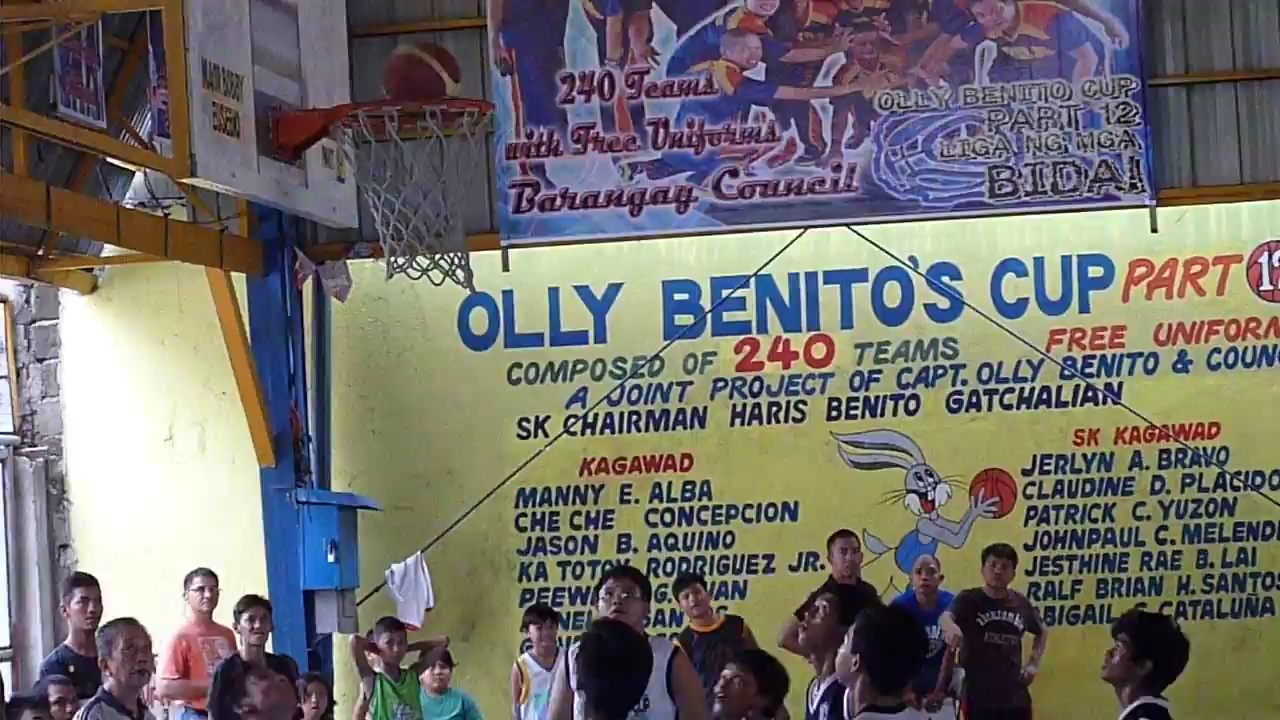 240 Teams
with Free Uniforms
Barangay Council
OLLY BENITO CUP
PART 12
LIGA NG MGA
BIDA!
OLLY BENITO'S CUP PART
COMPOSED OF 240 TEAMS FREE
A JOINT PROJECT OF CAPT. OLLY BENITO &
SK CHAIRMAN HARIS BENITO GATCHALIAN
KAGAWAD
MANNY E. ALBA
CHE CHE CONCEPCION
JASON B. AQUINO
KA TOTOY RODRIGUEZ JR.
SK KAGAWAD
JERLYN A. BRAVO
CLAUDINE D. PLACIDO
PATRICK C. YUZON
JOHNPAUL C.
JESTHINE RAE B. LAI
RALF BRIAN H. SANTOS
CATALUÑA